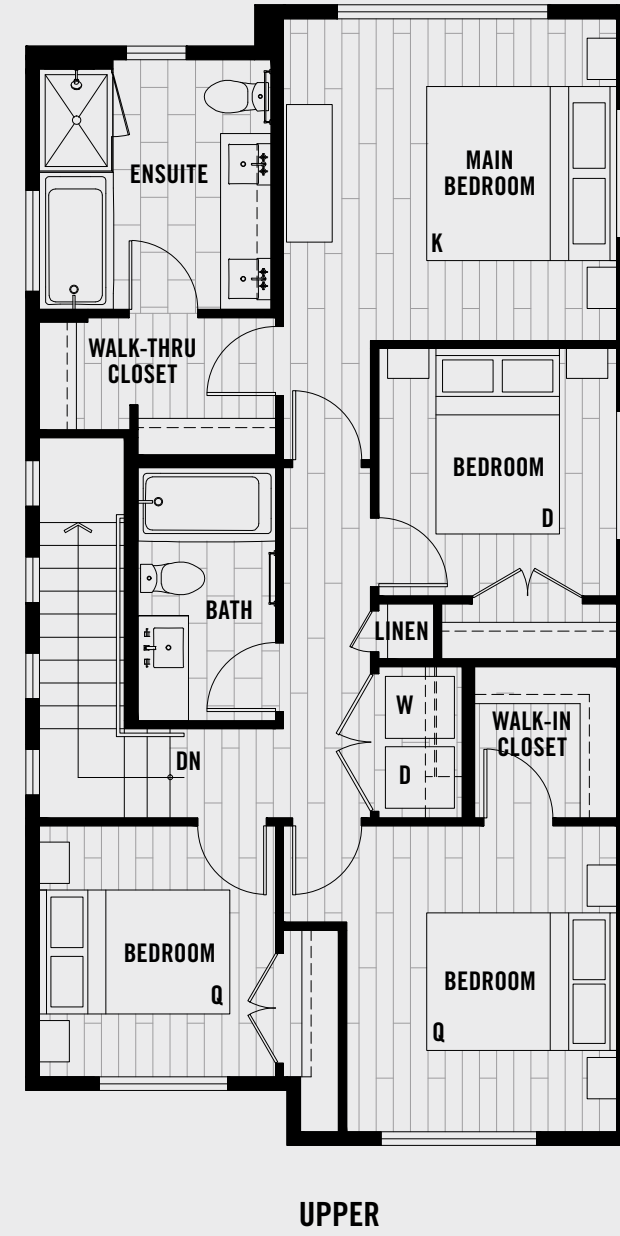 MAIN
BEDROOM
K
ENSUITE
WALK-THRU
CLOSET
BEDROOM
D
BATH
LINEN
W
D
WALK-IN
CLOSET
DN
BEDROOM
Q
BEDROOM
Q
UPPER